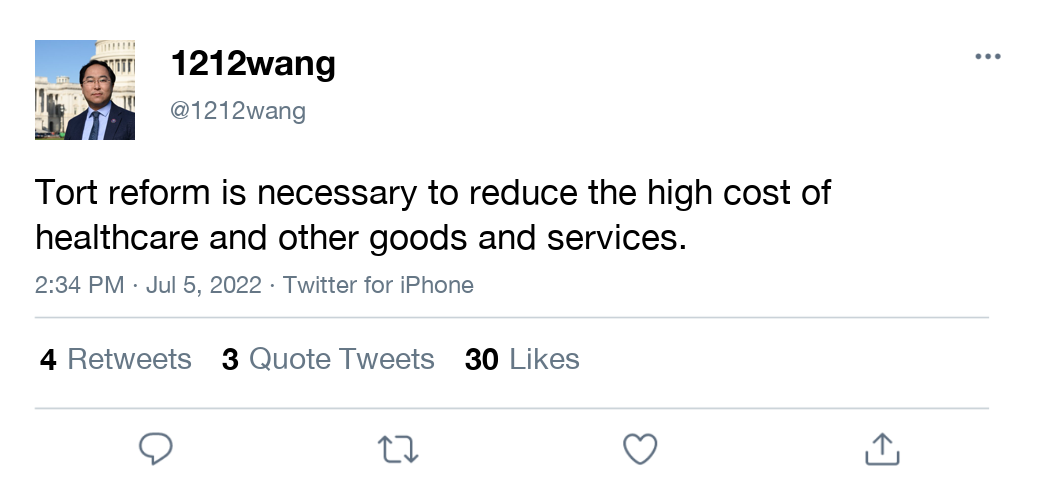 1212wang
@1212wang
Tort reform is necessary to reduce the high cost of
healthcare and other goods and services.
2:34 PM · Jul 5, 2022 · Twitter for iPhone
4 Retweets 3 Quote Tweets 30 Likes